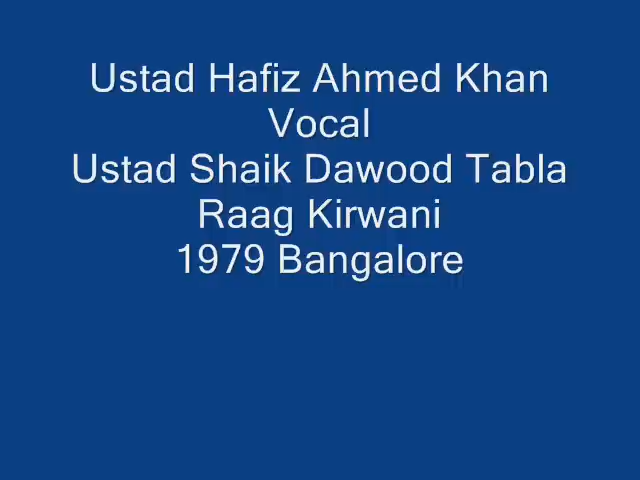 Ustad Hafiz Ahmed Khan
Vocal
Ustad Shaik Dawood Tabla
Raag Kirwani
1979 Bangalore